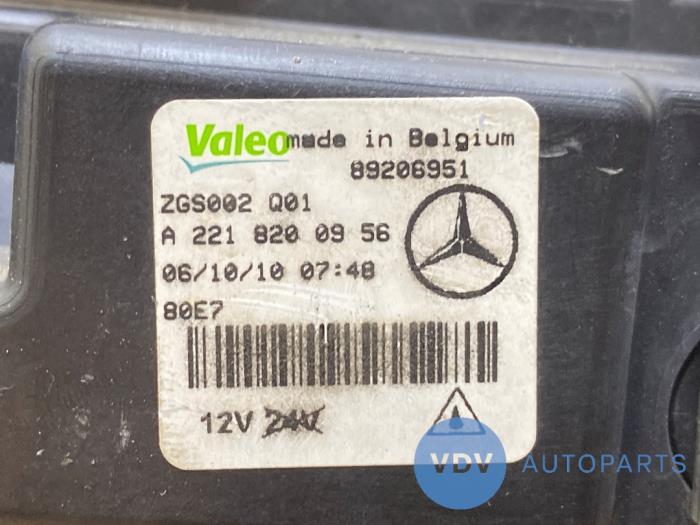 Valeo made in Belgium
89206951
ZGS002 Q01
A 221 820 09 56
06/10/10 07:48
80E7
12V 24V
VDV AUTOPARTS